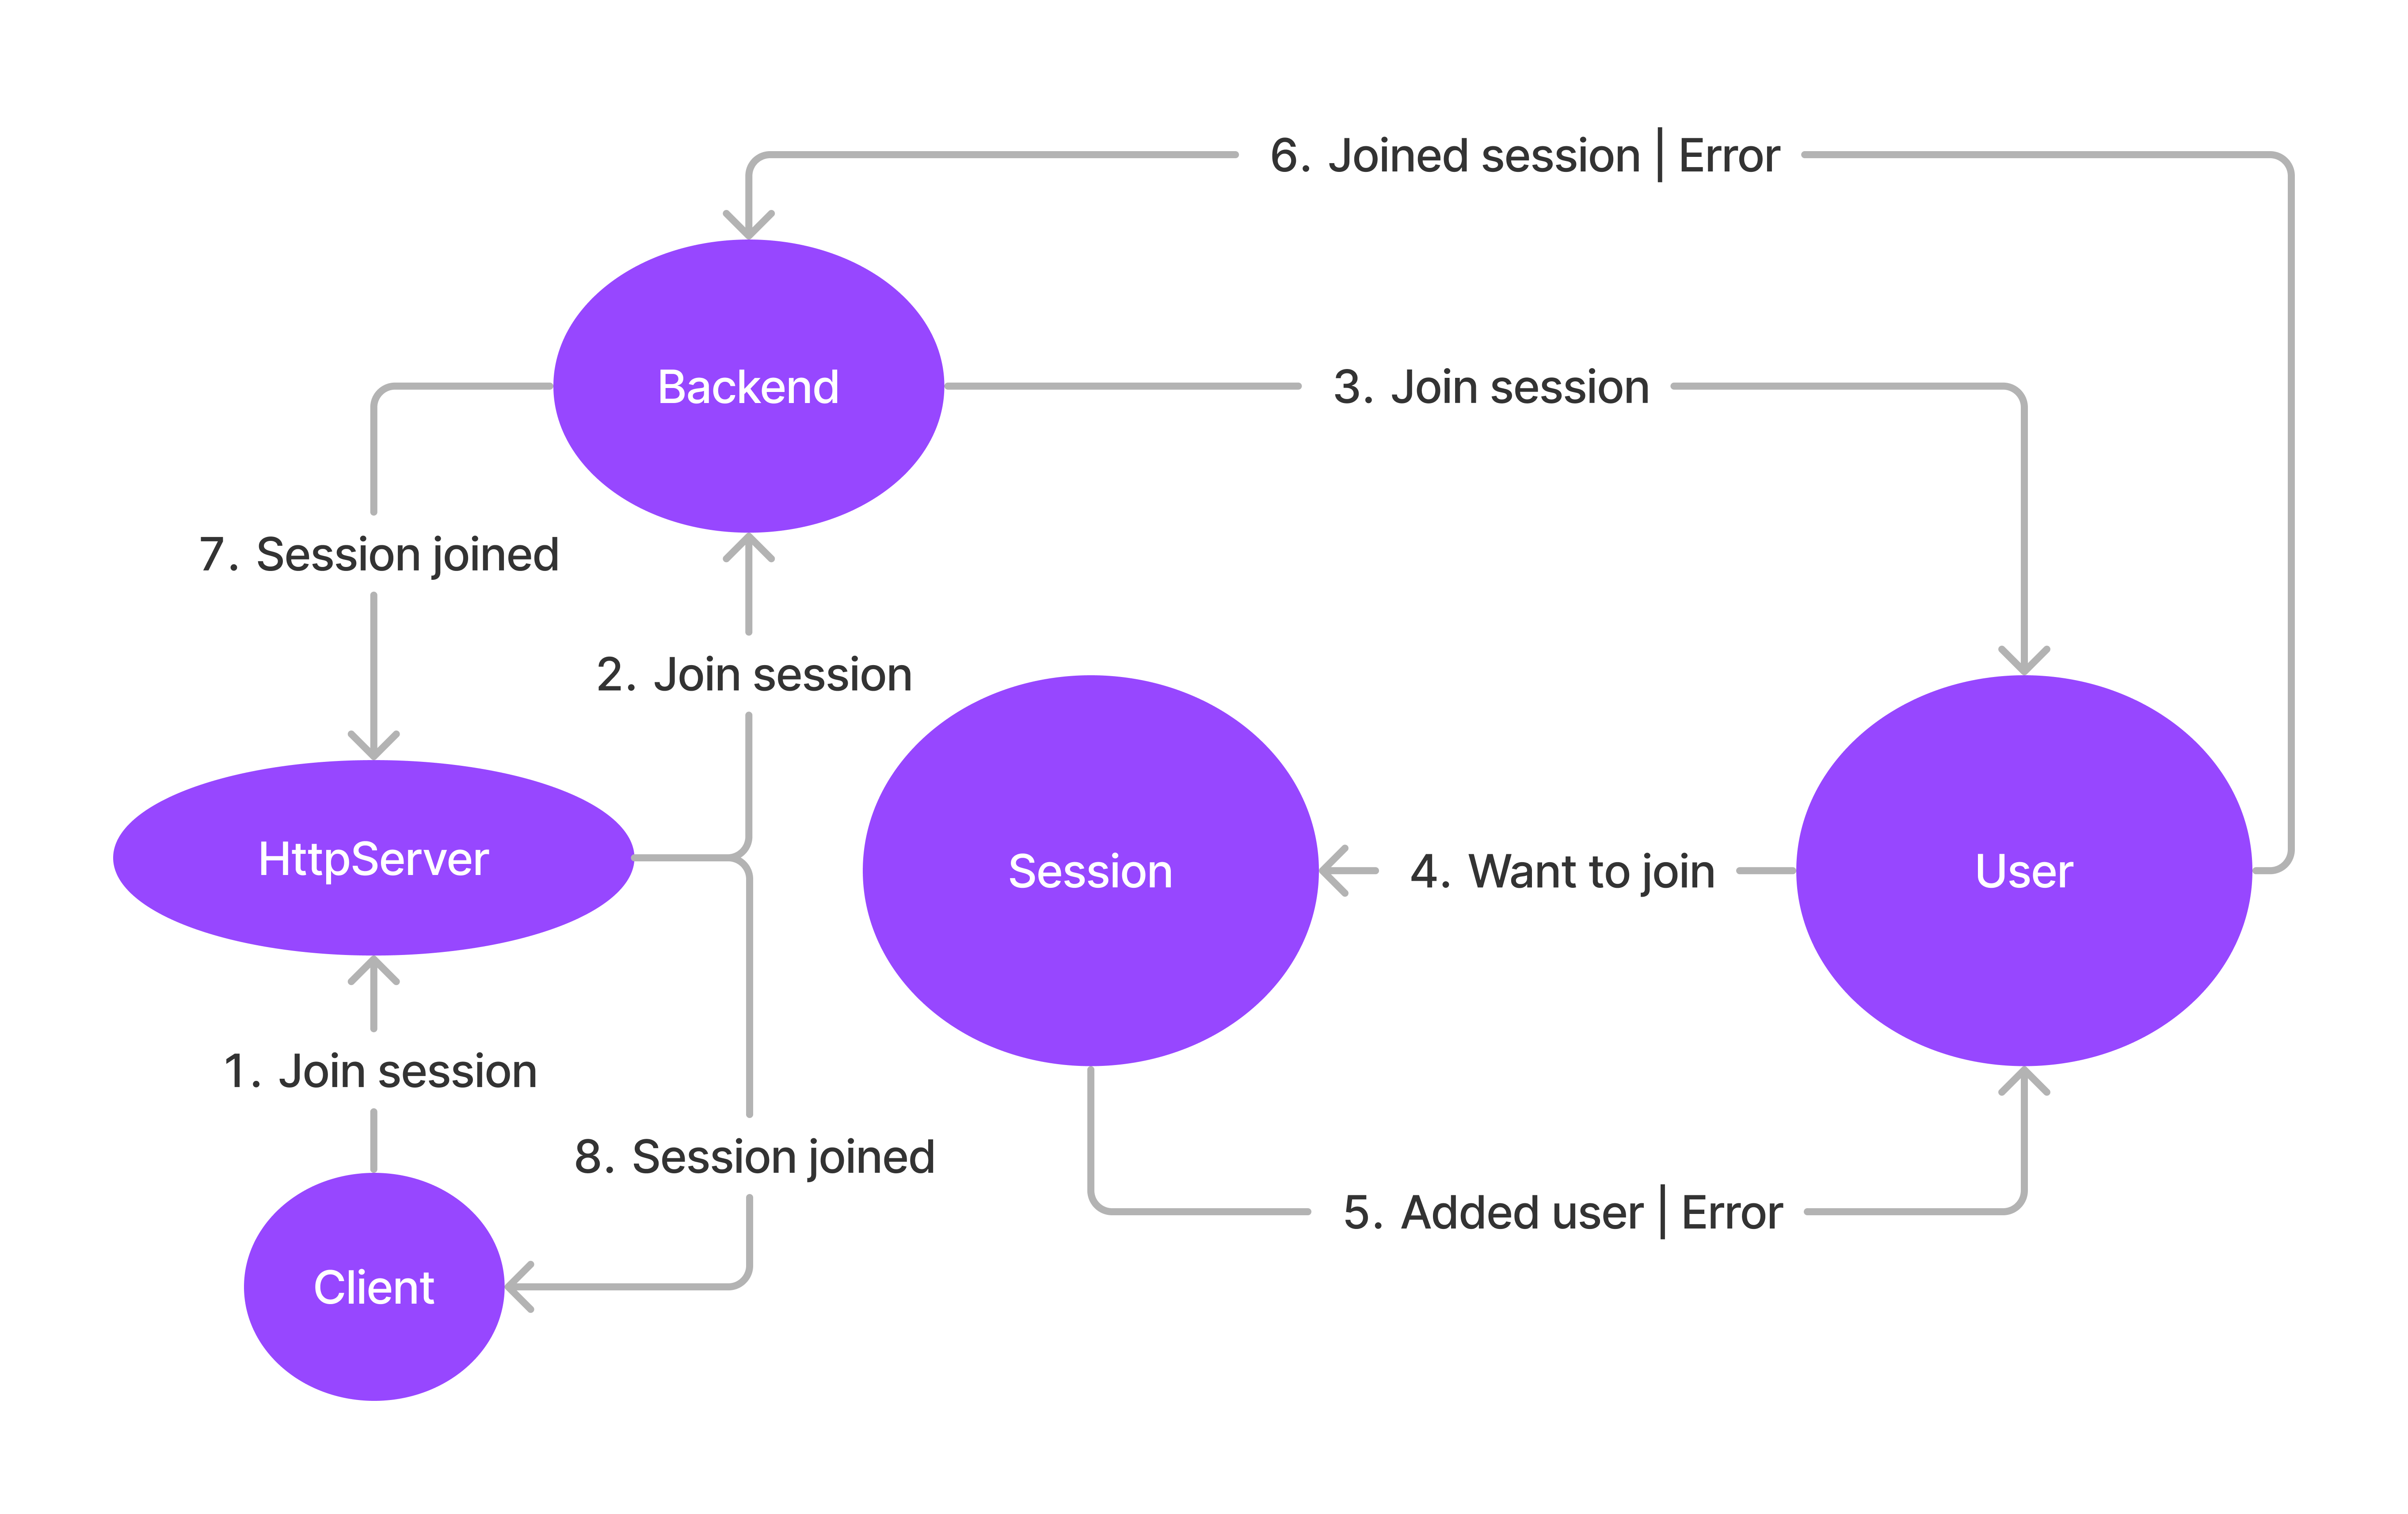 6. Joined session | Error
Backend
3. Join session
7. Session joined
2. Join session
HttpServer
Session
4. Want to join
User
1. Join session
8. Session joined
5. Added user | Error
Client